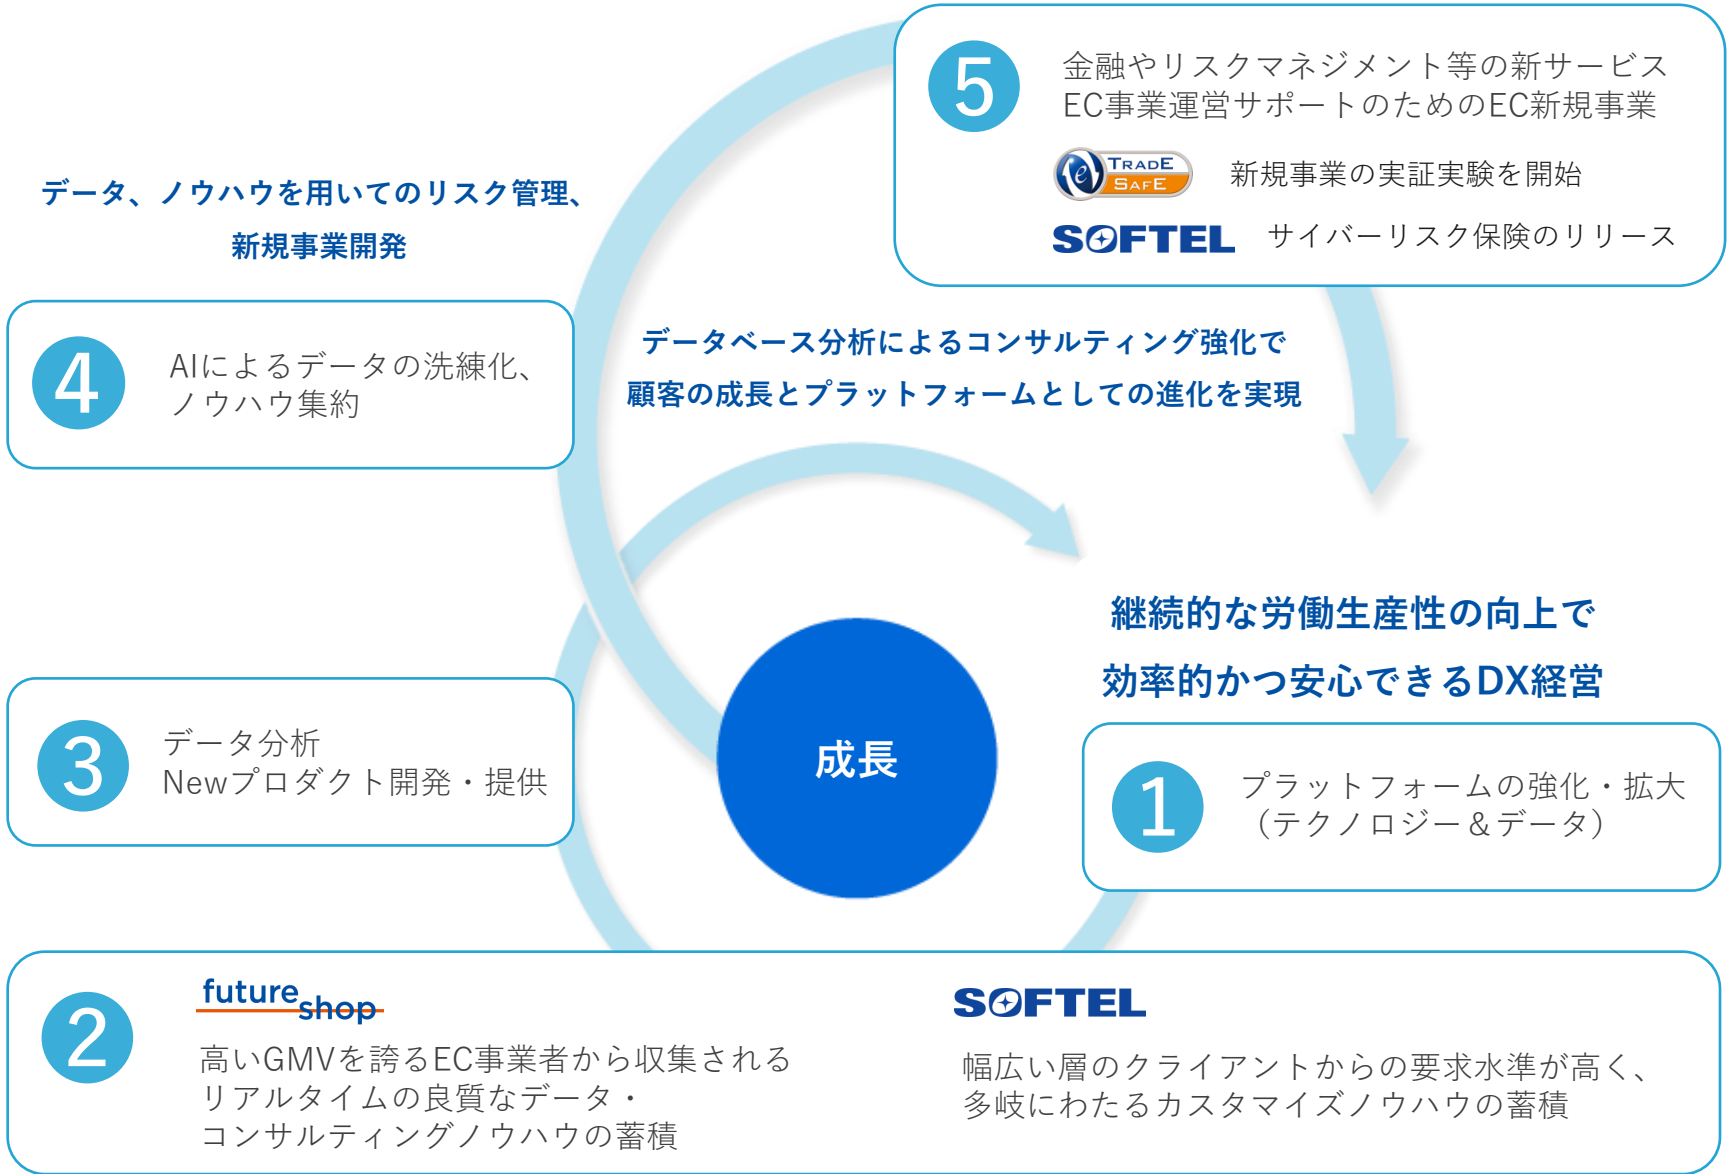 5
金融やリスクマネジメント等の新サービス
EC事業運営サポートのためのEC新規事業
TRADE
SAFE
新規事業の実証実験を開始
SOFTEL
サイバーリスク保険のリリース
データ、ノウハウを用いてのリスク管理、
新規事業開発
4
AIによるデータの洗練化、
ノウハウ集約
データベース分析によるコンサルティング強化で
顧客の成長とプラットフォームとしての進化を実現
継続的な労働生産性の向上で
効率的かつ安心できるDX経営
成長
3
データ分析
Newプロダクト開発・提供
1
プラットフォームの強化・拡大
（テクノロジー＆データ）
2
future
shop
高いGMVを誇るEC事業者から収集される
リアルタイムの良質なデータ・
コンサルティングノウハウの蓄積
SOFTEL
幅広い層のクライアントからの要求水準が高く、
多岐にわたるカスタマイズノウハウの蓄積